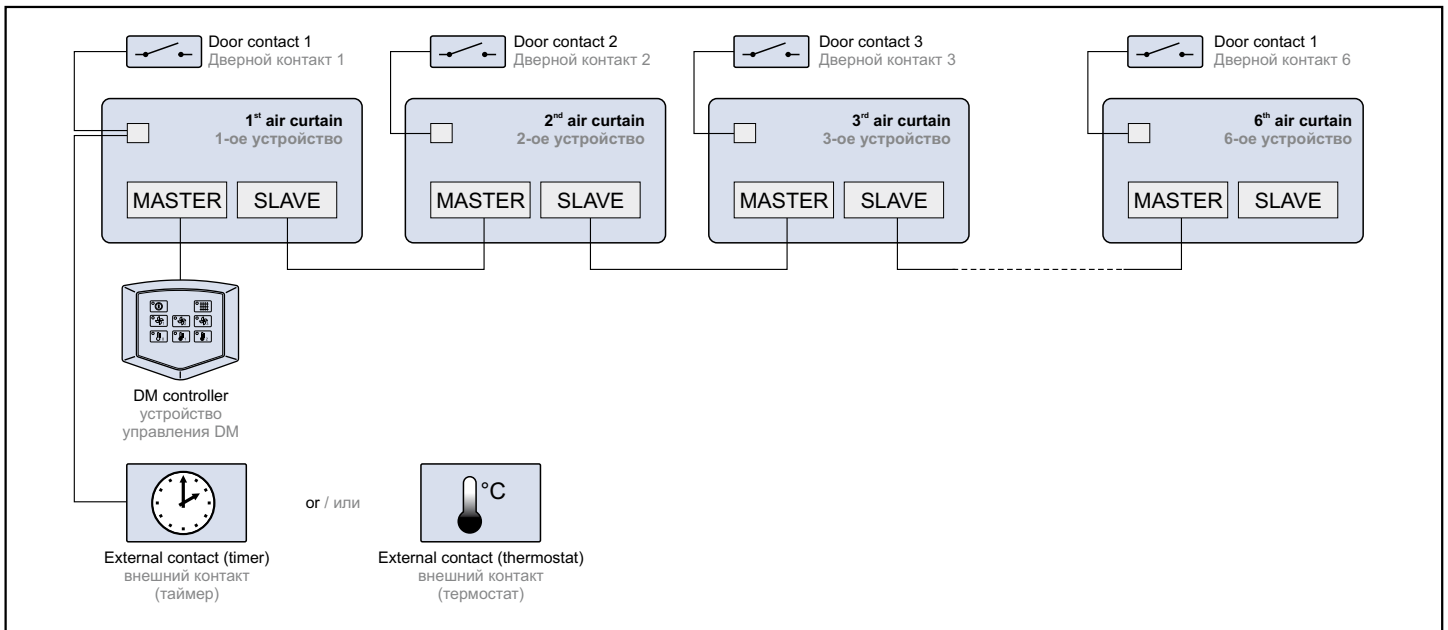 Door contact 1
Дверной контакт 1
Door contact 2
Дверной контакт 2
Door contact 3
Дверной контакт 3
Door contact 1
Дверной контакт 6
1st air curtain
1-ое устройство
2nd air curtain
2-ое устройство
3rd air curtain
3-ое устройство
6th air curtain
6-ое устройство
MASTER SLAVE
MASTER SLAVE
MASTER SLAVE
MASTER SLAVE
DM controller
устройство
управления DM
or / или
°C
External contact (timer)
внешний контакт
(таймер)
External contact (thermostat)
внешний контакт
(термостат)